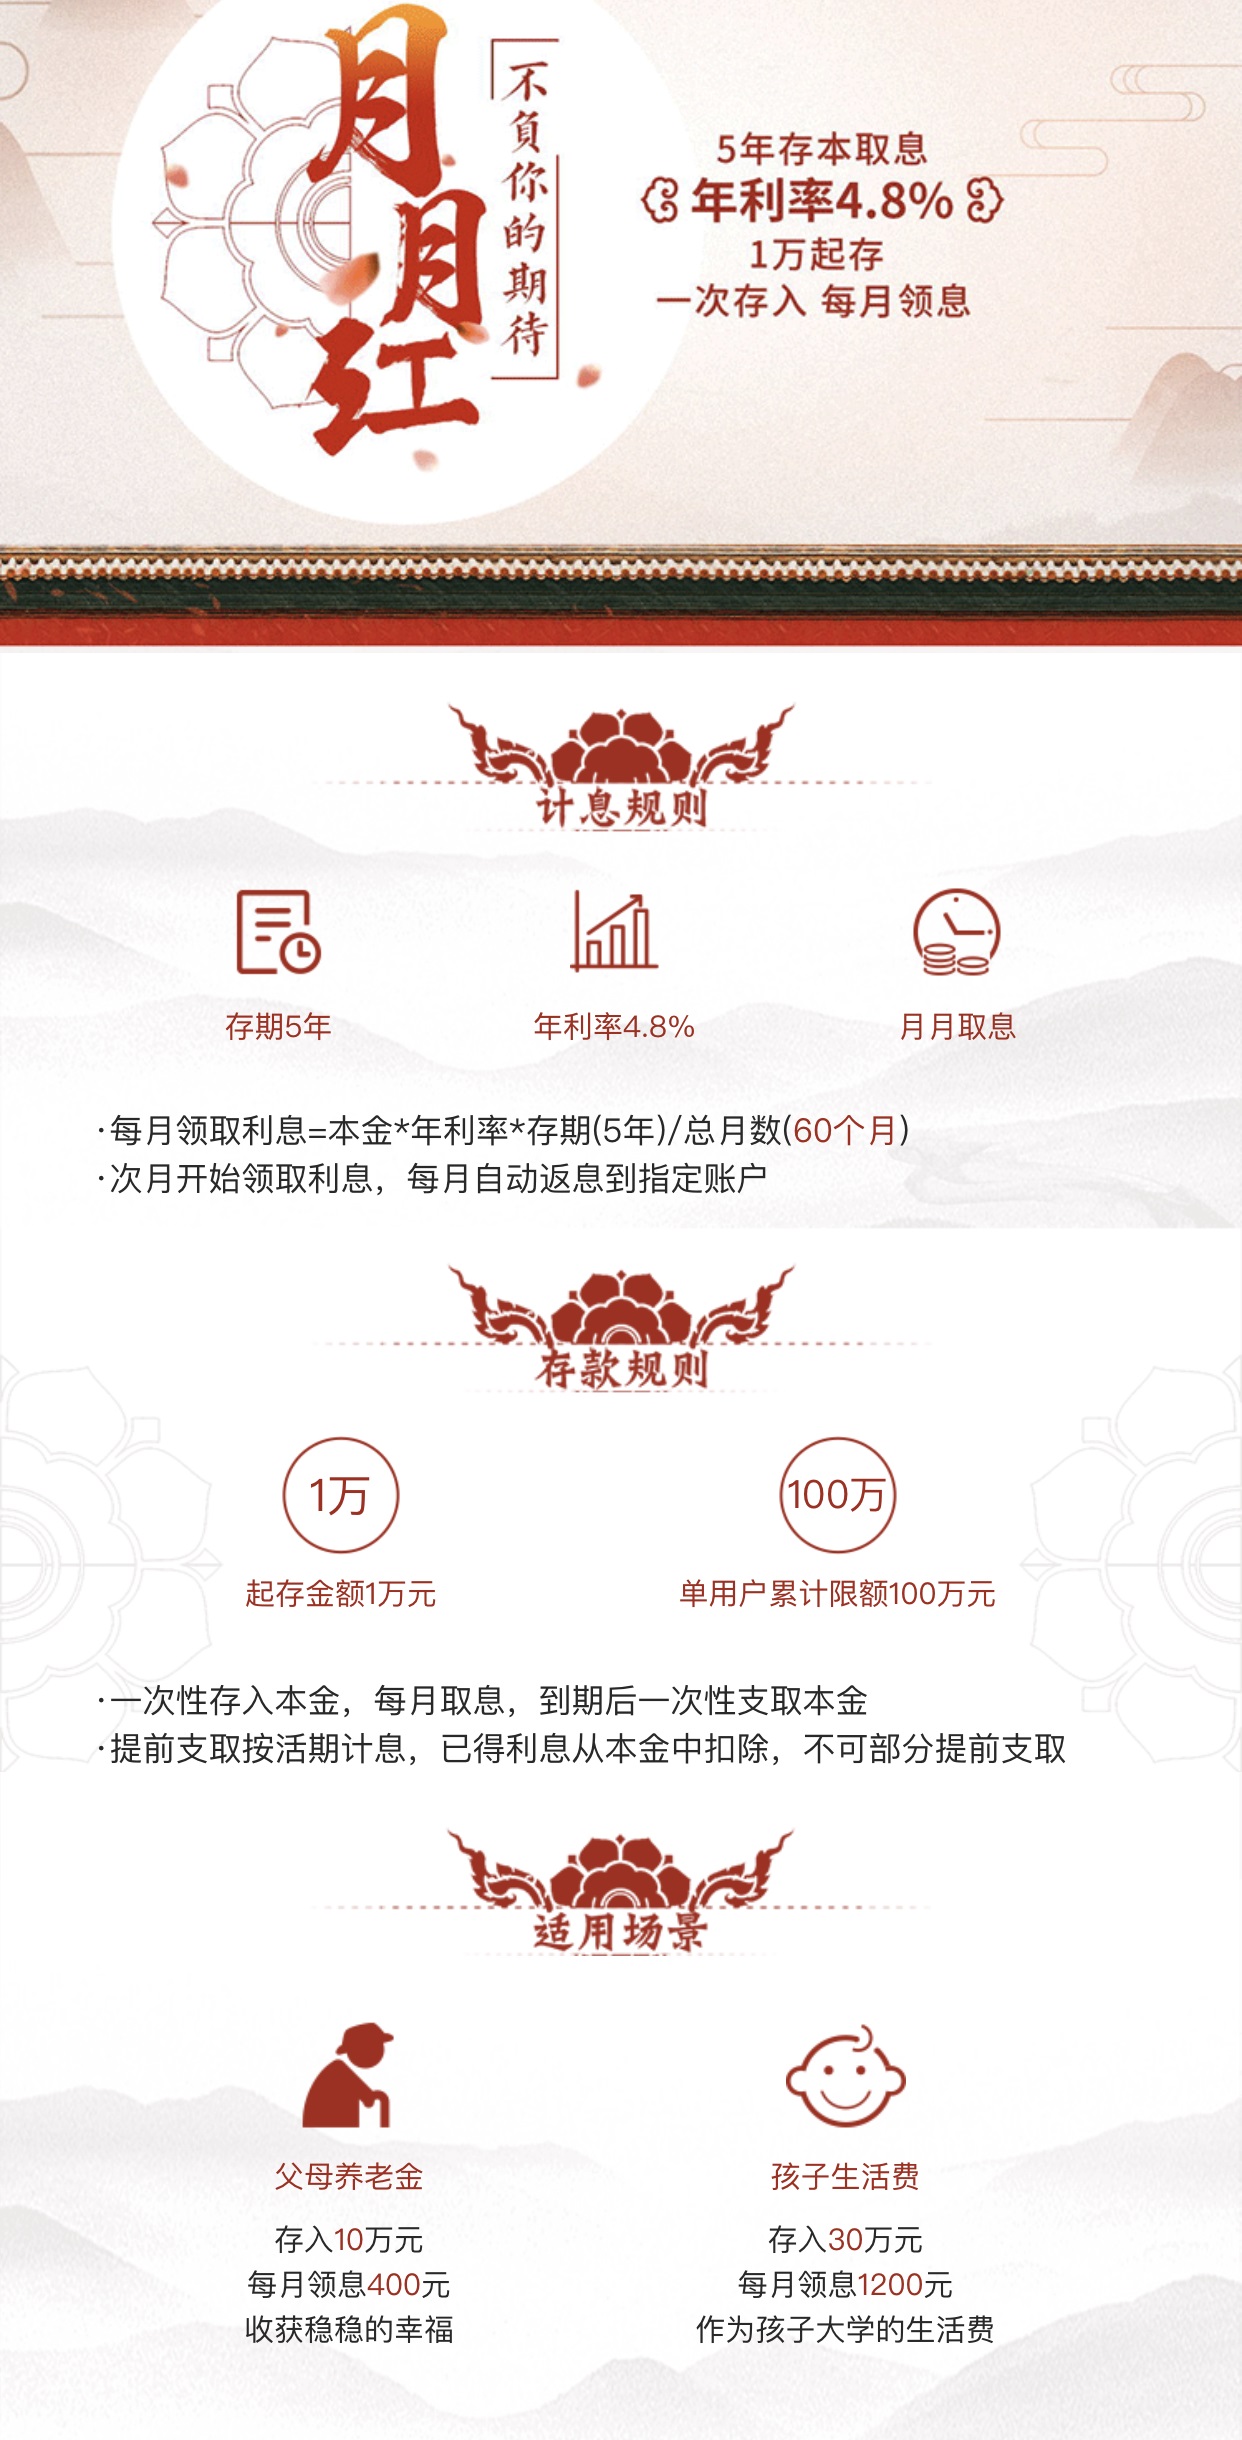 月月红
不負你的期待
5年存本取息
年利率4.8%
1万起存
一次存入 每月领息
计息规则
存期5年
年利率4.8%
月月取息
·每月领取利息=本金*年利率*存期(5年)/总月数(60个月)
·次月开始领取利息，每月自动返息到指定账户
存款规则
1万
100万
起存金额1万元
单用户累计限额100万元
·一次性存入本金，每月取息，到期后一次性支取本金
·提前支取按活期计息，已得利息从本金中扣除，不可部分提前支取
适用场景
父母养老金
存入10万元
每月领息400元
收获稳稳的幸福
孩子生活费
存入30万元
每月领息1200元
作为孩子大学的生活费